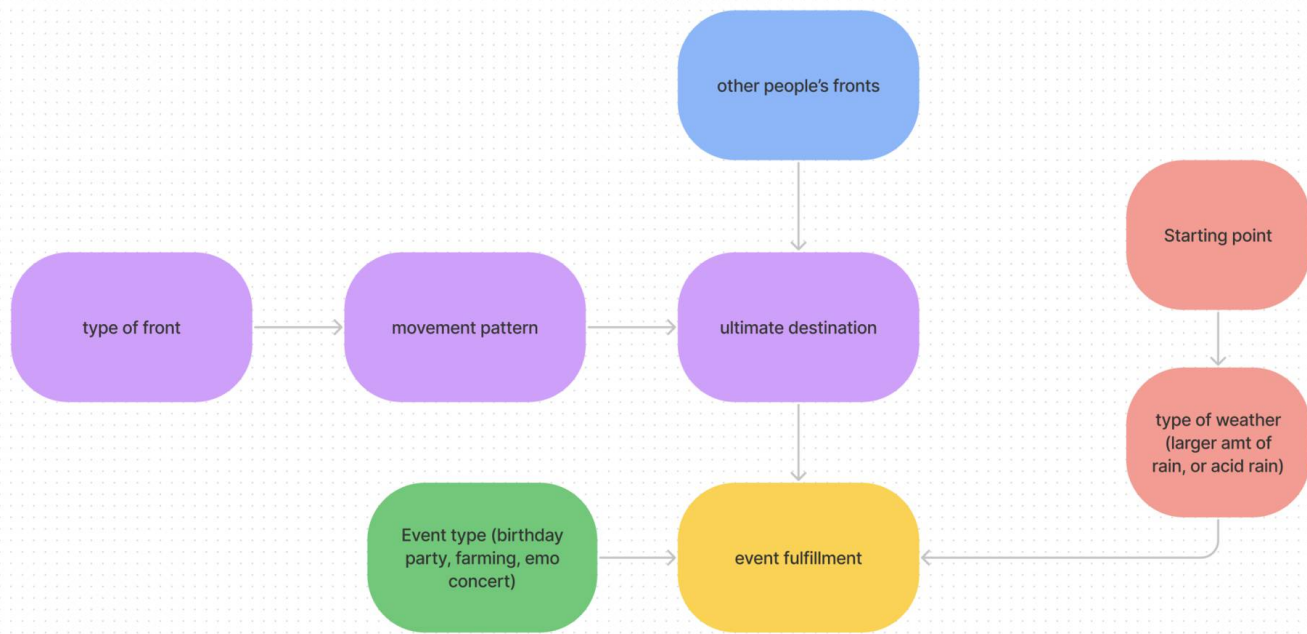 other people’s fronts
Starting point
type of front
movement pattern
ultimate destination
type of weather
(larger amt of
rain, or acid rain)
Event type (birthday
party, farming, emo
concert)
event fulfillment